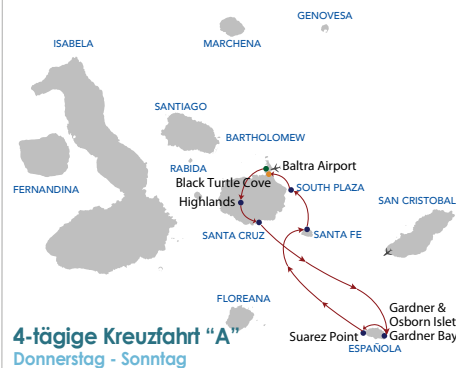 GENOVESA
ISABELA
MARCHENA
SANTIAGO
BARTHOLOMEW
RABIDA
Baltra Airport
Black Turtle Cove
FERNANDINA
SOUTH PLAZA
Highlands
SAN CRISTOBAL
SANTA CRUZ
SANTA FE
FLOREANA
Gardner &
Osborn Islet
Suarez Point
Gardner Bay
ESPAÑOLA
4-tägige Kreuzfahrt “A”
Donnerstag - Sonntag